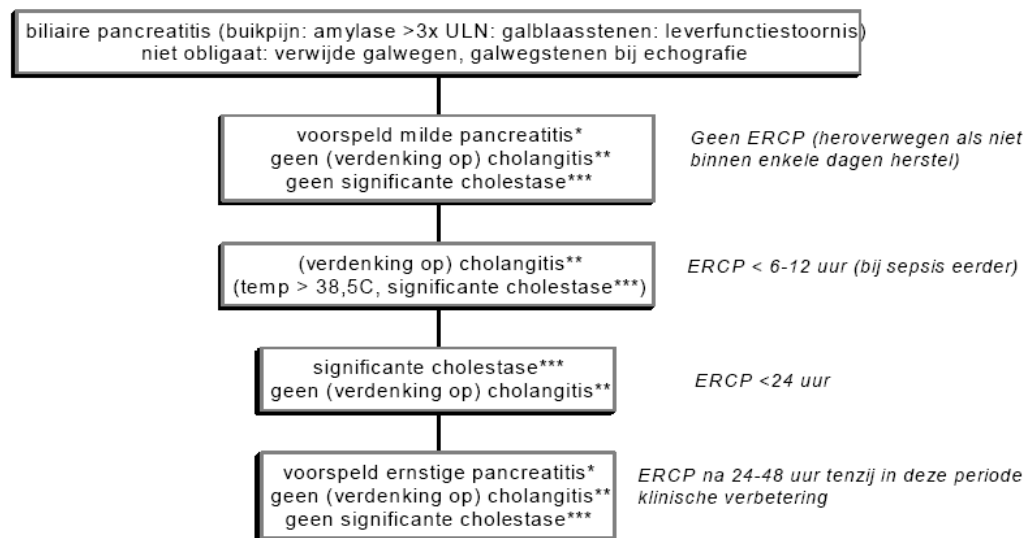 biliaire pancreatitis (buikpijn: amylase >3x ULN: galblaasstenen: leverfunctiestoornis)
niet obligaat: verwijde galwegen, galwegstenen bij echografie
voorspeld milde pancreatitis*
geen (verdenking op) cholangitis**
geen significante cholestase***
Geen ERCP (heroverwegen als niet
binnen enkele dagen herstel)
(verdenking op) cholangitis**
(temp > 38,5C, significante cholestase***)
ERCP < 6-12 uur (bij sepsis eerder)
significante cholestase***
geen (verdenking op) cholangitis**
ERCP <24 uur
voorspeld ernstige pancreatitis*
geen (verdenking op) cholangitis**
geen significante cholestase***
ERCP na 24-48 uur tenzij in deze periode
klinische verbetering